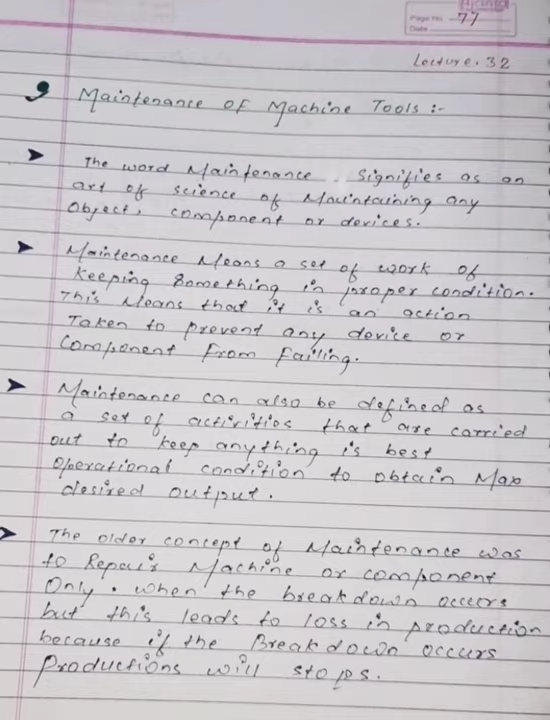 Page No. 77
Date
Lecture. 32
9 Maintenance of Machine Tools :-
➤ The word Maintenance Signifies as an
art of science of Maintaining any
Object, component or devices.
➤ Maintenance Means a set of work of
keeping Something in proper condition.
This Means that it is an action
Taken to prevent any device or
Component from failing.
➤ Maintenance can also be defined as
a set of activities that are carried
out to keep anything is best
Operational condition to obtain Max
desired output.
➤ The older concept of Maintenance was
to Repair Machine or component
Only. when the breakdown occurs
but this leads to loss in production
because if the Breakdown occurs
Productions will stops.